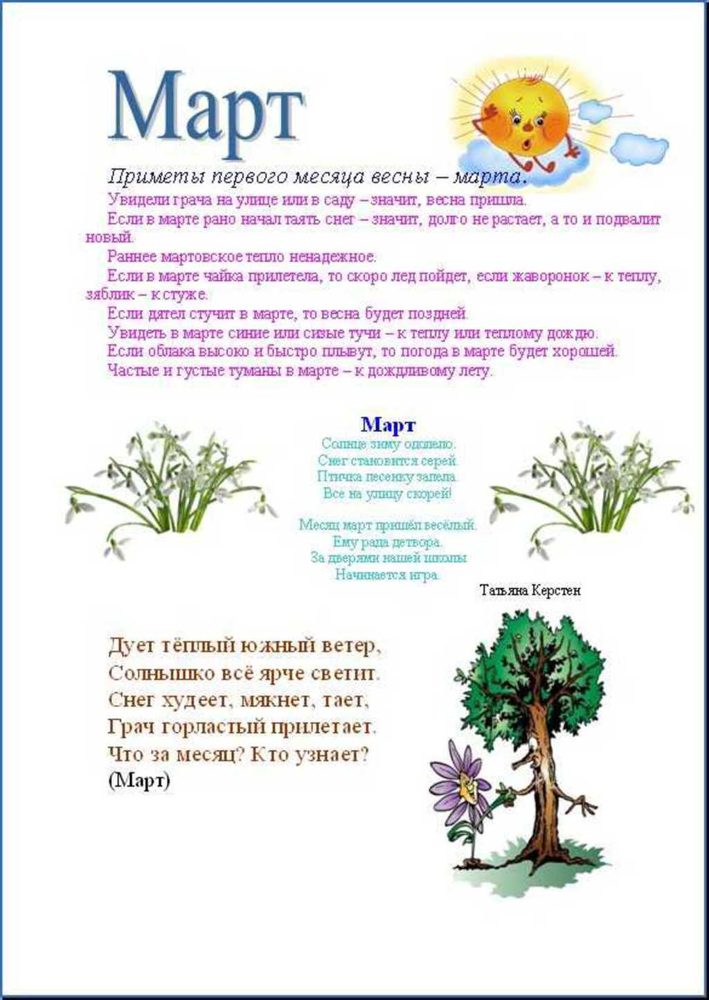 Март
Приметы первого месяца весны – марта.
Увидели грача на улице или в саду – значит, весна пришла.
Если в марте рано начал таять снег – значит, долго не растает, а то и подвалит
новый.
Раннее мартовское тепло ненадежное.
Если в марте чайка прилетела, то скоро лед пойдет, если жаворонок – к теплу,
зяблик – к стуже.
Если дятел стучит в марте, то весна будет поздней.
Увидеть в марте синие или сизые тучи – к теплу или теплому дождю.
Если облака высоко и быстро плывут, то погода в марте будет хорошей.
Частые и густые туманы в марте – к дождливому лету.
Март
Солнце зиму одолело.
Снег становится серей.
Птичка песенку запела.
Все на улицу скорей!
Месяц март пришёл весёлый.
Ему рада детвора.
За дверями нашей школы
Начинается игра.
Татьяна Керстен
Дует тёплый южный ветер,
Солнышко всё ярче светит.
Снег худеет, мякнет, тает,
Грач горластый прилетает.
Что за месяц? Кто узнает?
(Март)